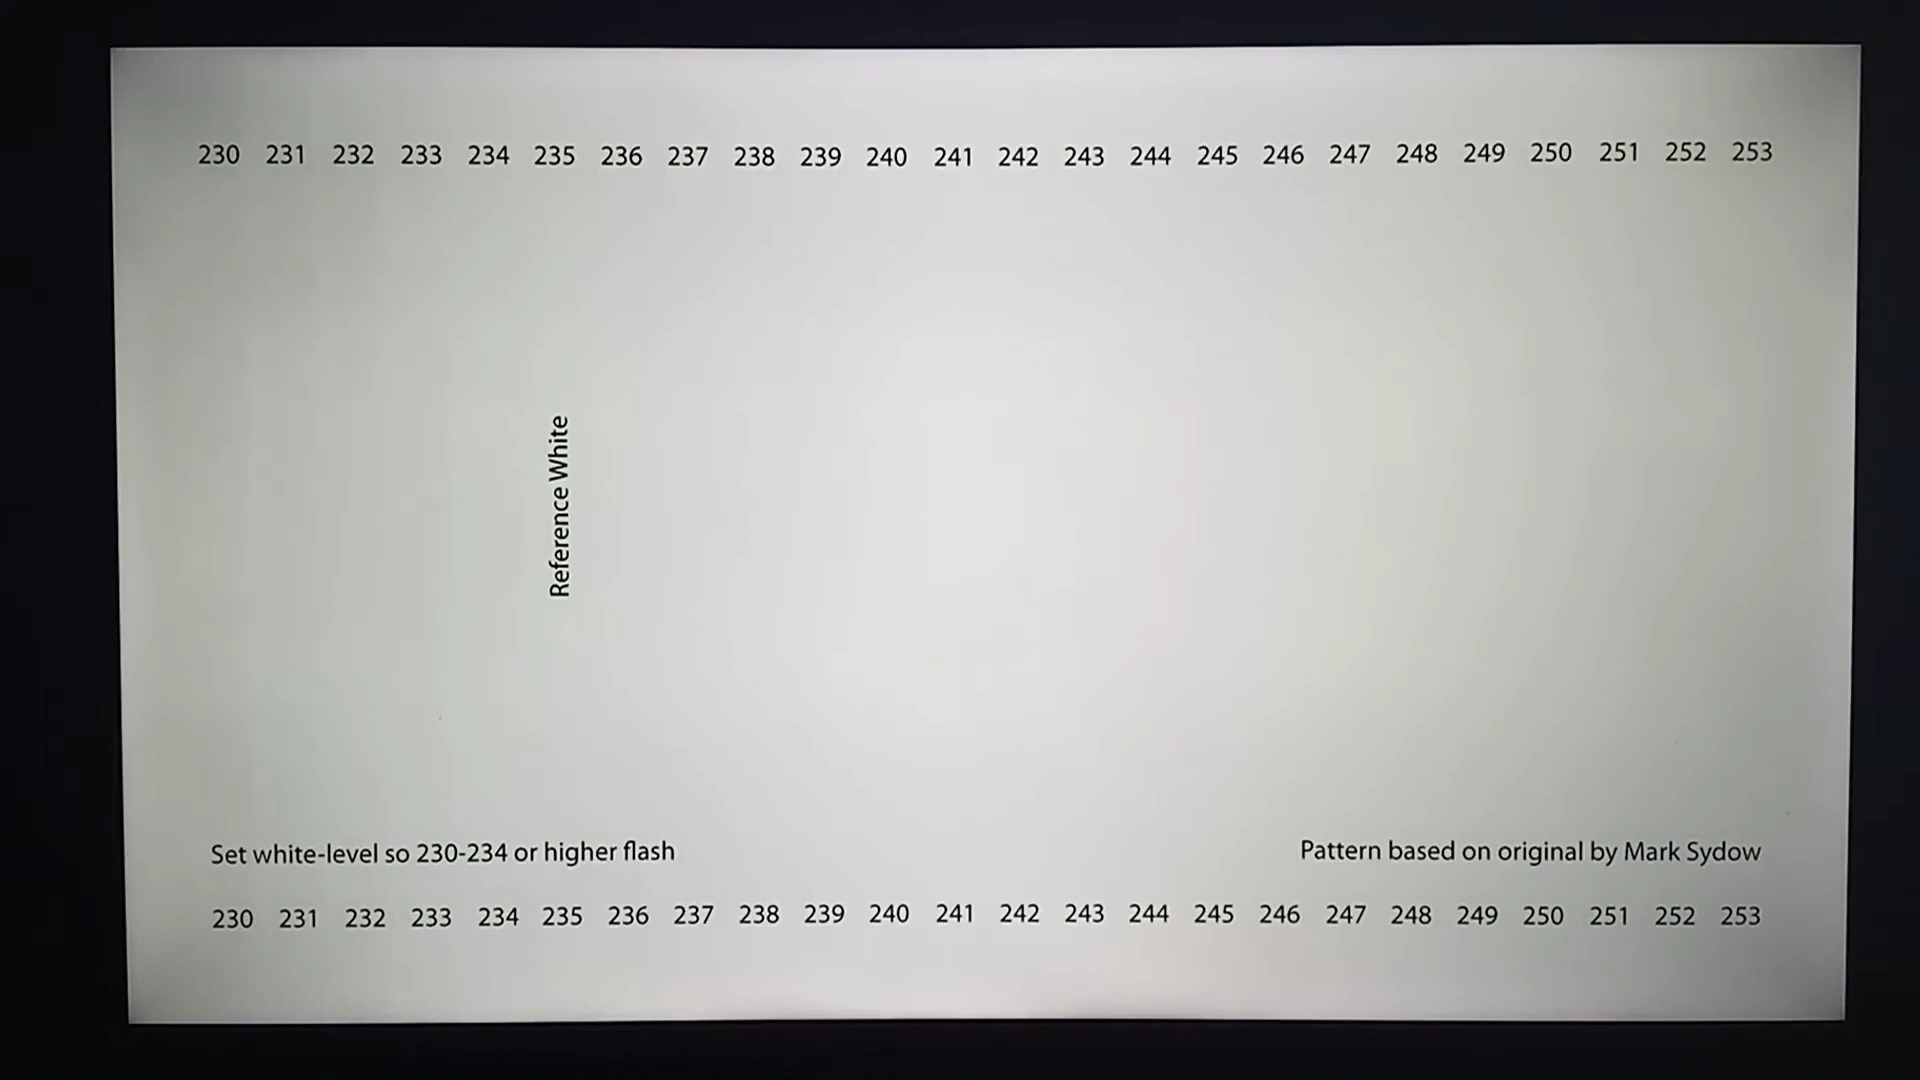 230 231 232 233 234 235 236 237 238 239 240 241 242 243 244 245 246 247 248 249 250 251 252 253
Reference White
Set white-level so 230-234 or higher flash
Pattern based on original by Mark Sydow
230 231 232 233 234 235 236 237 238 239 240 241 242 243 244 245 246 247 248 249 250 251 252 253